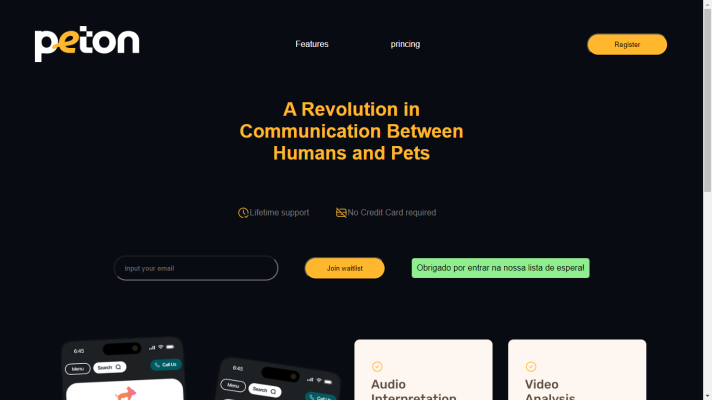 peton
Features
princing
Register
A Revolution in
Communication Between
Humans and Pets
Lifetime support
No Credit Card required
Input your email
Join waitlist
Obrigado por entrar na nossa lista de espera!
6:45
Menu
Search
Call Us
6:45
Menu
Search
Call Us
Audio
Interpretation
Video
Analysis